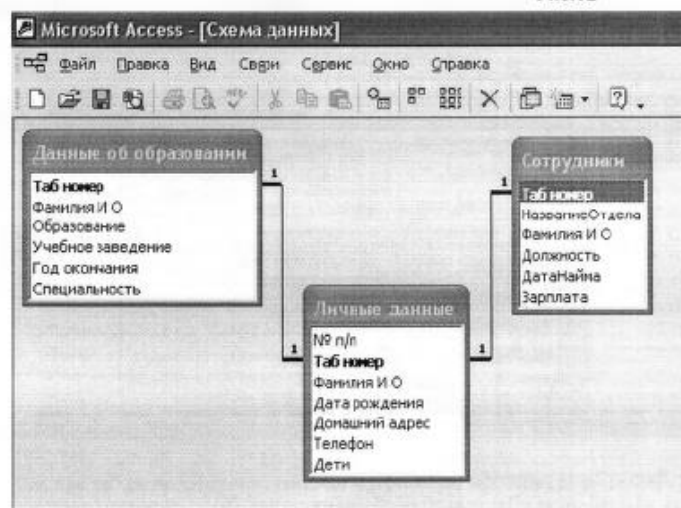 Microsoft Access - [Схема данных]
Файл Правка Вид Связи Сервис Окно Справка
Данные об образовании
Таб номер
Фамилия И О
Образование
Учебное заведение
Год окончания
Специальность
1
1
Личные данные
№ п/п
Таб номер
Фамилия И О
Дата рождения
Домашний адрес
Телефон
Дети
1
1
Сотрудники
Таб номер
НазваниеОтдела
Фамилия И О
Должность
ДатаНайма
Зарплата